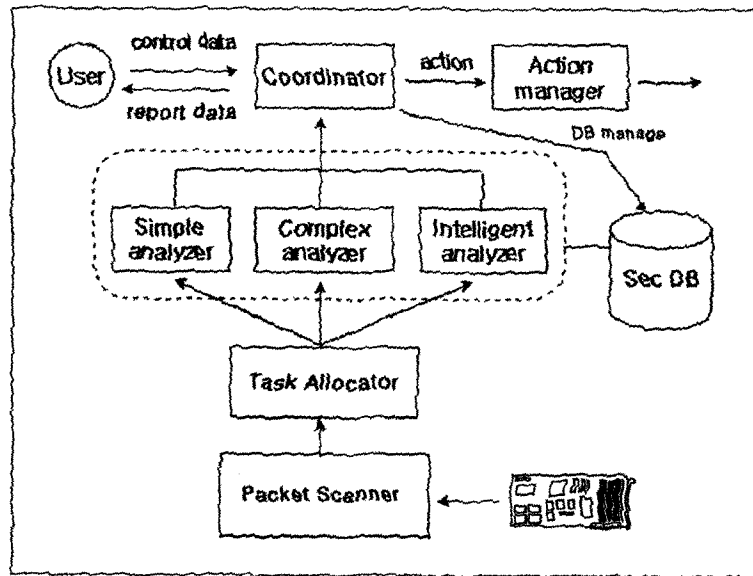 control data
User
Coordinator
action
Action
manager
report data
DB manage
Simple
analyzer
Complex
analyzer
Intelligent
analyzer
Sec DB
Task Allocator
Packet Scanner